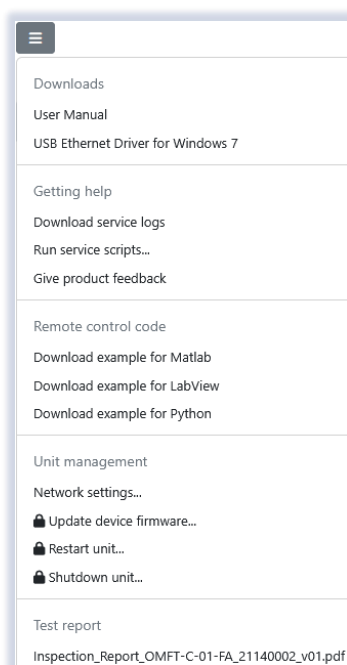 Downloads
User Manual
USB Ethernet Driver for Windows 7
Getting help
Download service logs
Run service scripts...
Give product feedback
Remote control code
Download example for Matlab
Download example for LabView
Download example for Python
Unit management
Network settings...
Update device firmware...
Restart unit...
Shutdown unit...
Test report
Inspection_Report_OMFT-C-01-FA_21140002_v01.pdf